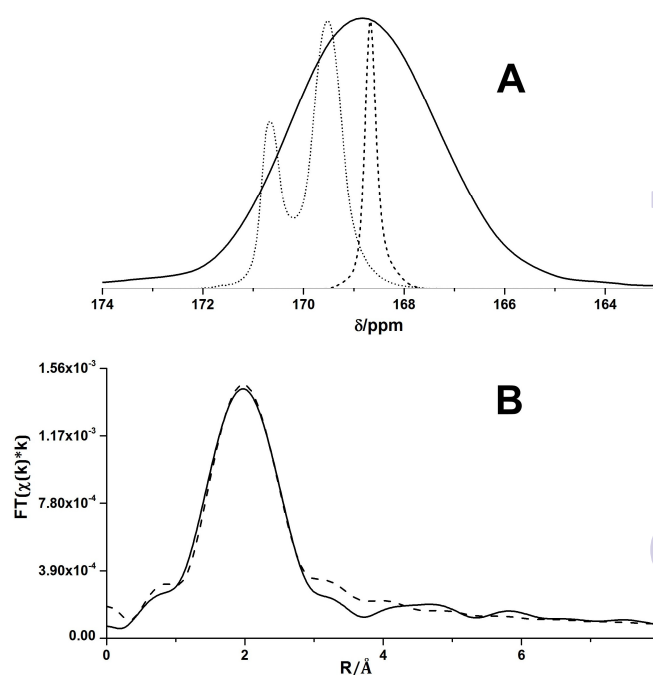 A
174 172 170 168 166 164
δ/ppm
B
1.56x10⁻³
1.17x10⁻³
7.80x10⁻⁴
3.90x10⁻⁴
0.00
FT(χ(k)*k)
0 2 4 6
R/Å